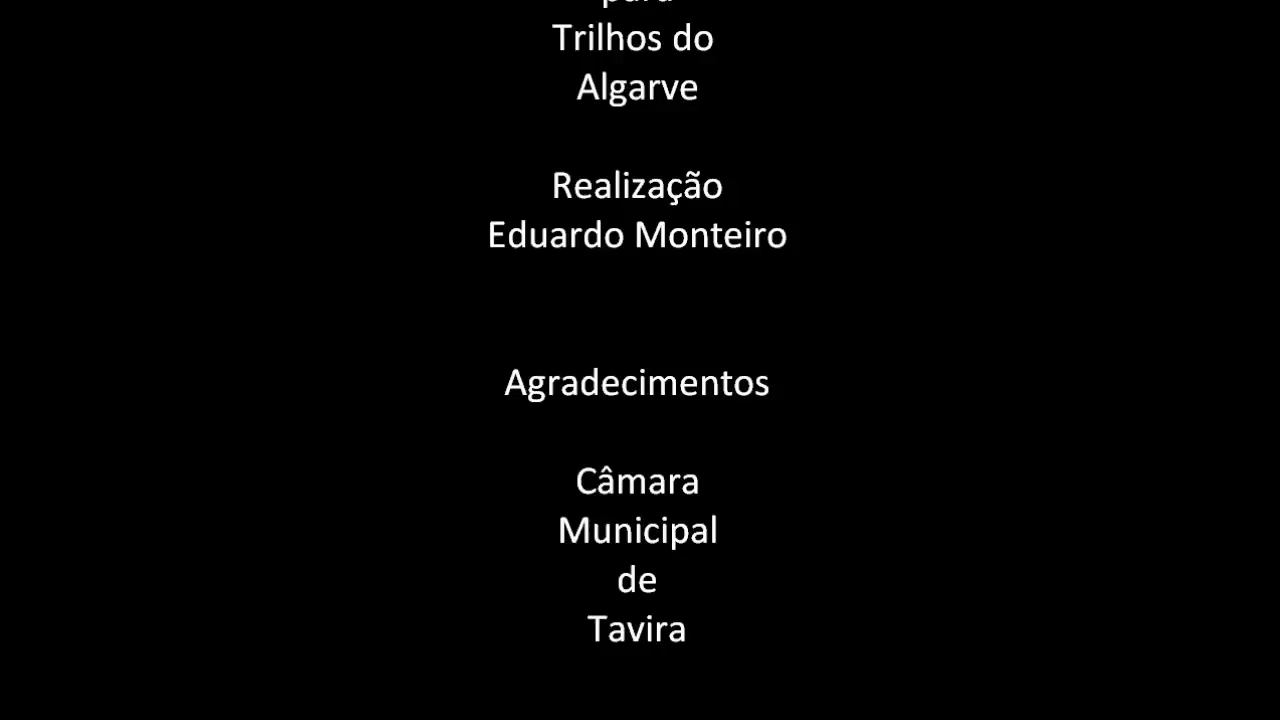 Trilhos do
Algarve
Realização
Eduardo Monteiro
Agradecimentos
Câmara
Municipal
de
Tavira